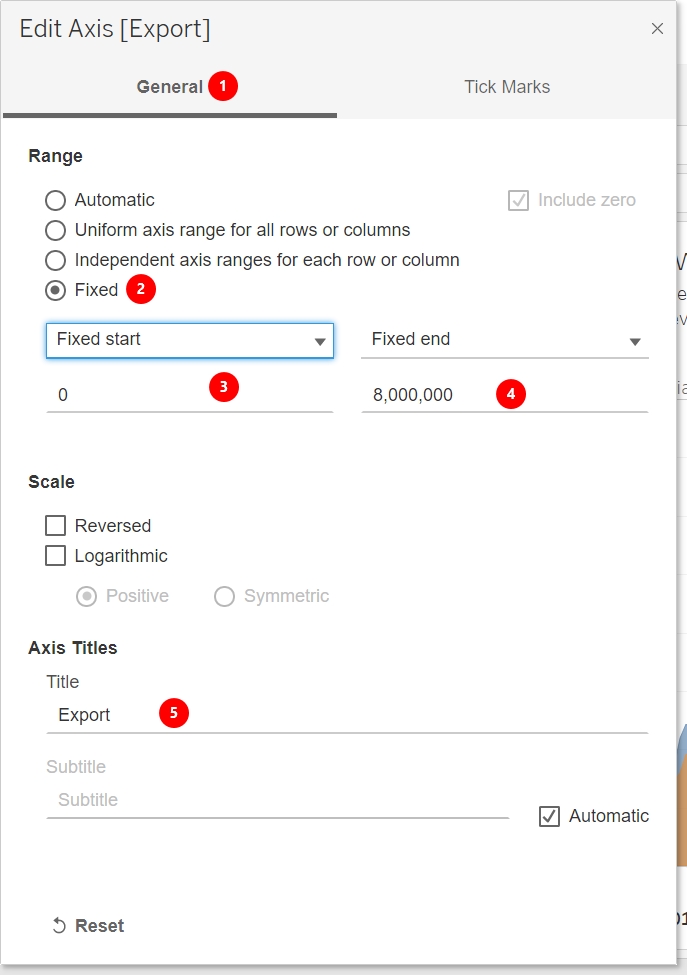 Edit Axis [Export]
General 1
Tick Marks
Range
Automatic
Include zero
Uniform axis range for all rows or columns
Independent axis ranges for each row or column
Fixed 2
Fixed start
Fixed end
0 3
8,000,000 4
Scale
Reversed
Logarithmic
Positive
Symmetric
Axis Titles
Title
Export 5
Subtitle
Subtitle
Automatic
Reset